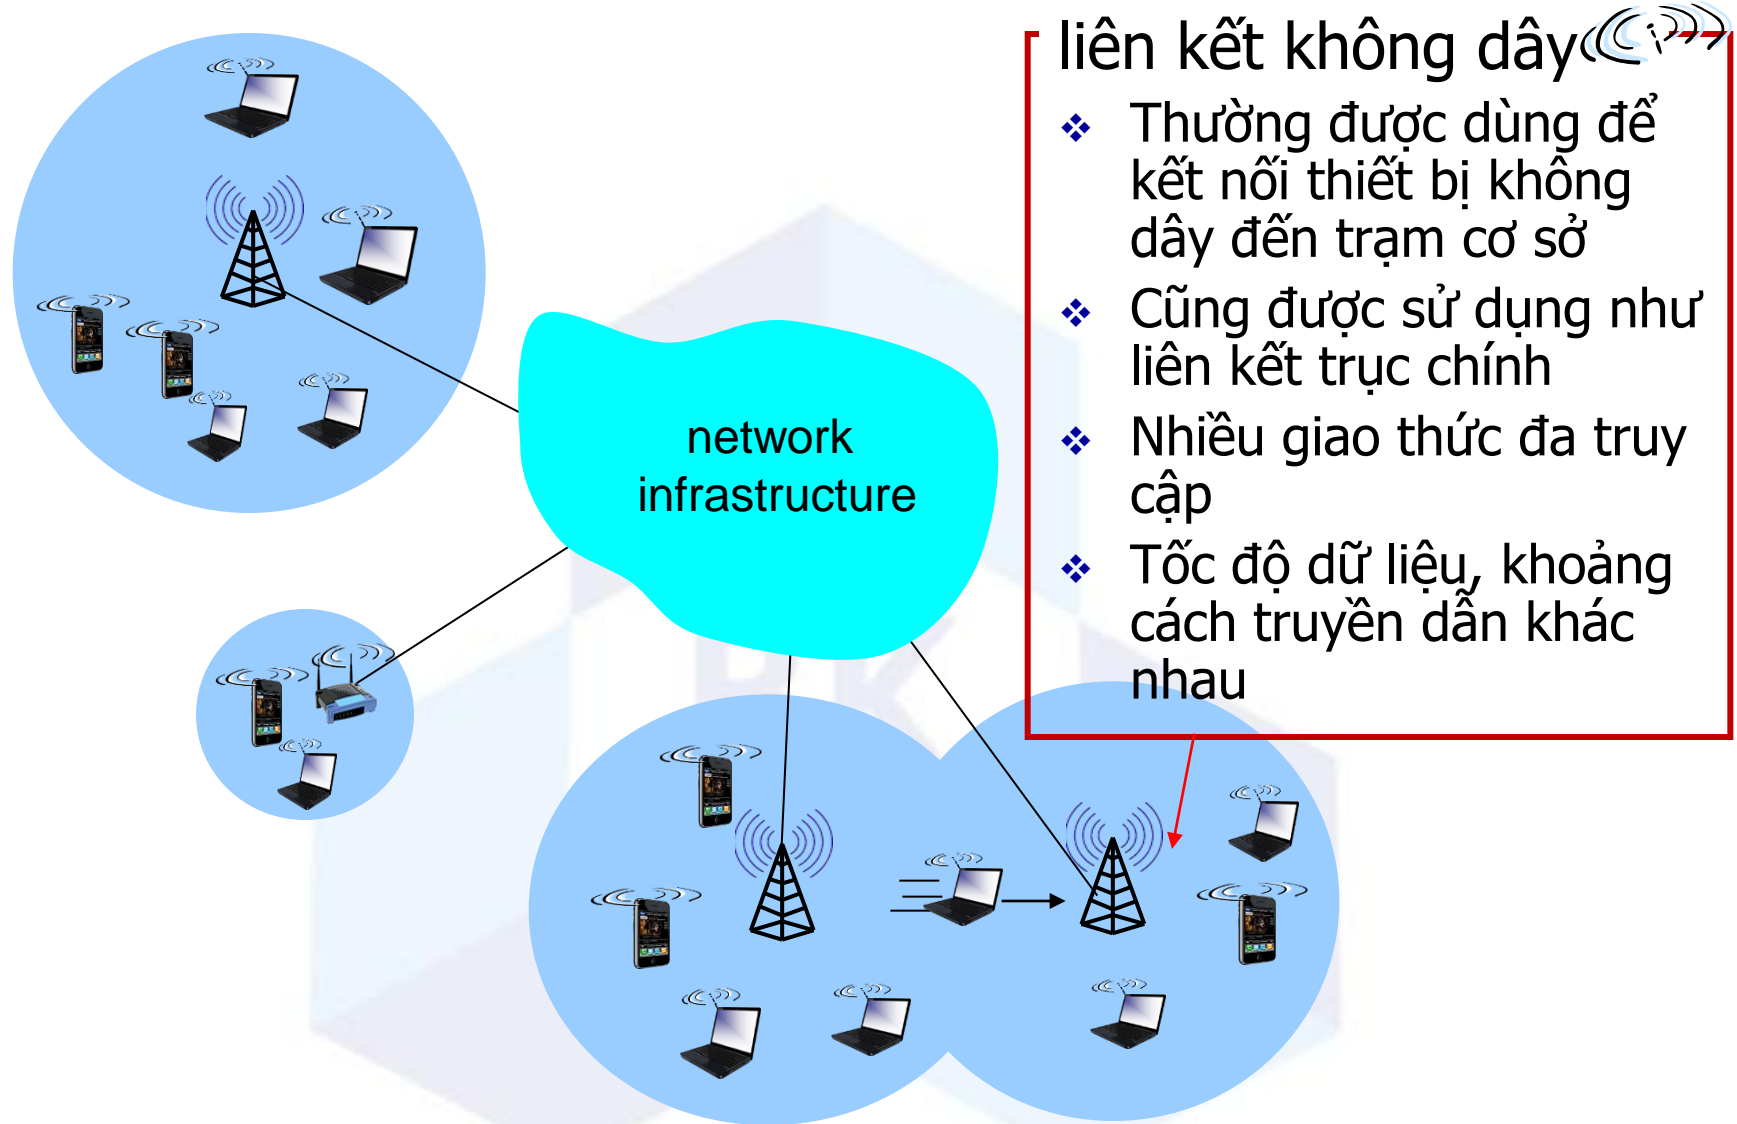 liên kết không dây
Thường được dùng để
kết nối thiết bị không
dây đến trạm cơ sở
Cũng được sử dụng như
liên kết trục chính
Nhiều giao thức đa truy
cập
Tốc độ dữ liệu, khoảng
cách truyền dẫn khác
nhau
network
infrastructure
BK